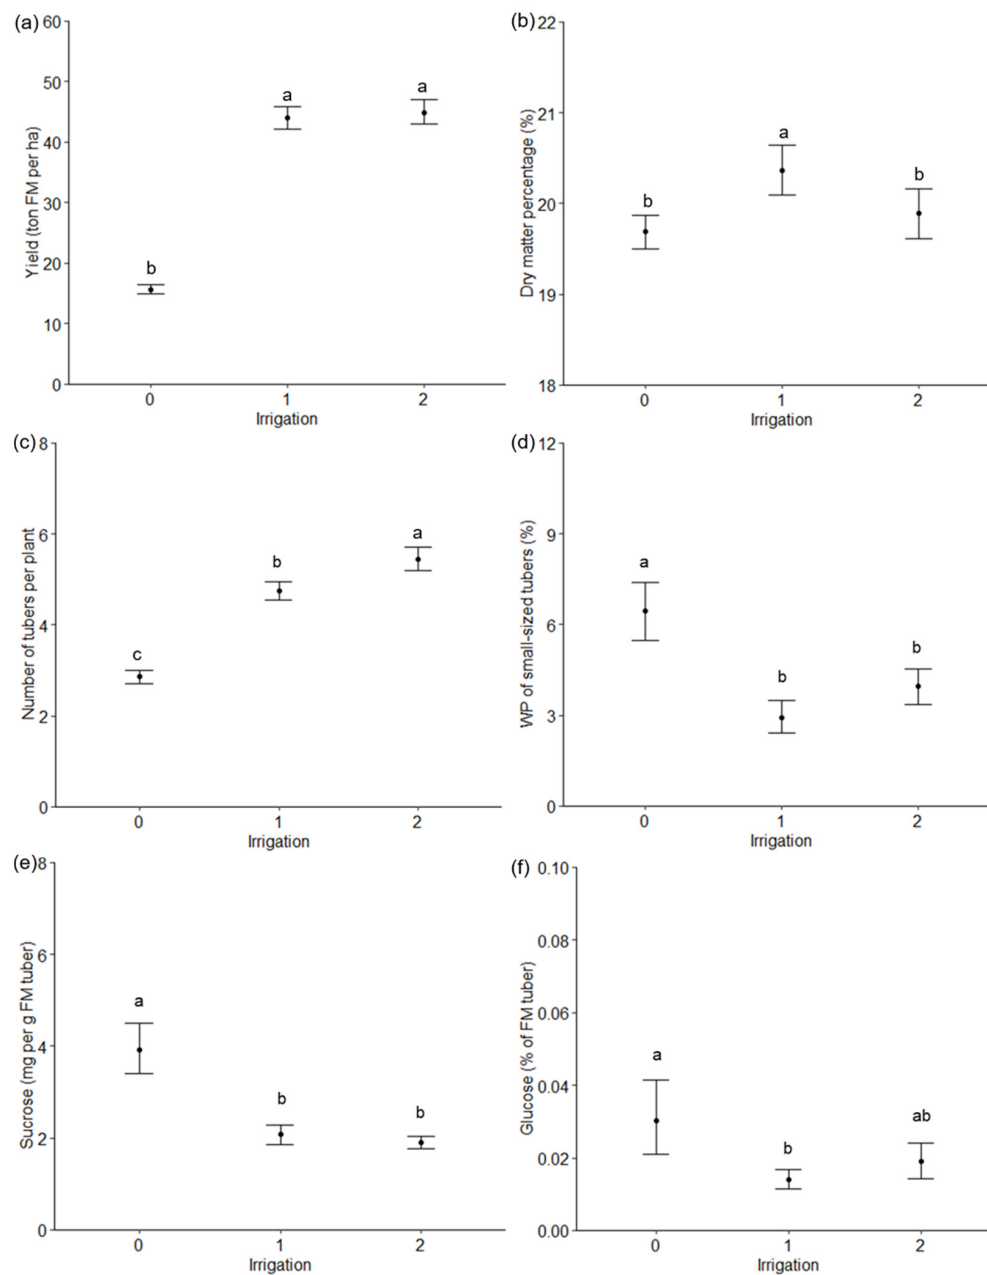 (a)
60
50
40
30
20
10
0
Yield (ton FM per ha)
b
a
a
0 1 2
Irrigation
(b)
22
21
20
19
18
Dry matter percentage (%)
b
a
b
0 1 2
Irrigation
(c)
8
6
4
2
0
Number of tubers per plant
c
b
a
0 1 2
Irrigation
(d)
12
9
6
3
0
WP of small-sized tubers (%)
a
b
b
0 1 2
Irrigation
(e)
8
6
4
2
0
Sucrose (mg per g FM tuber)
a
b
b
0 1 2
Irrigation
(f)
0.10
0.08
0.06
0.04
0.02
0.00
Glucose (% of FM tuber)
a
b
ab
0 1 2
Irrigation